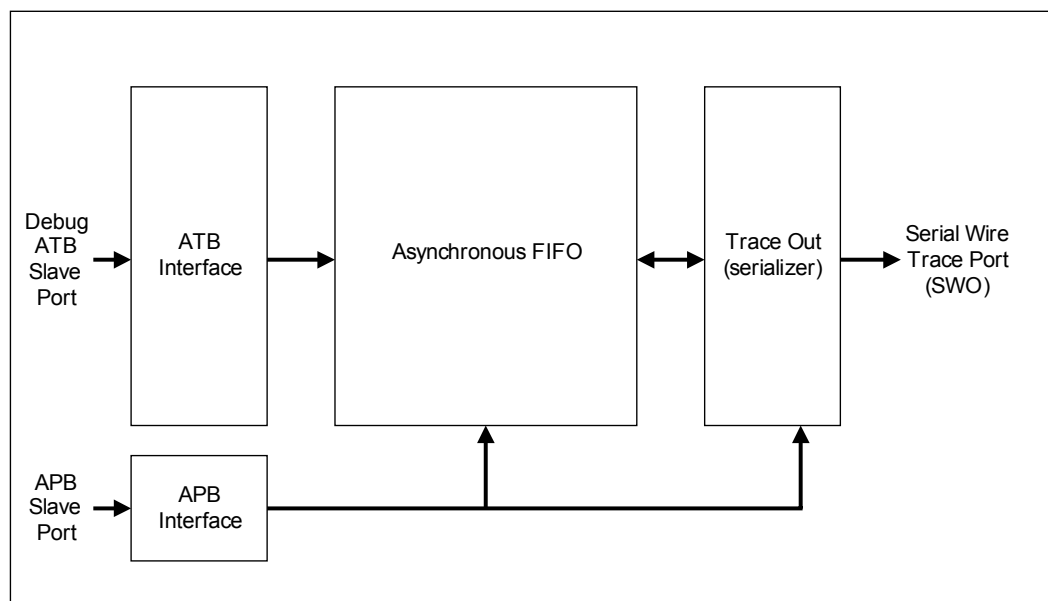 Debug
ATB
Slave
Port
ATB
Interface
Asynchronous FIFO
Trace Out
(serializer)
Serial Wire
Trace Port
(SWO)
APB
Slave
Port
APB
Interface